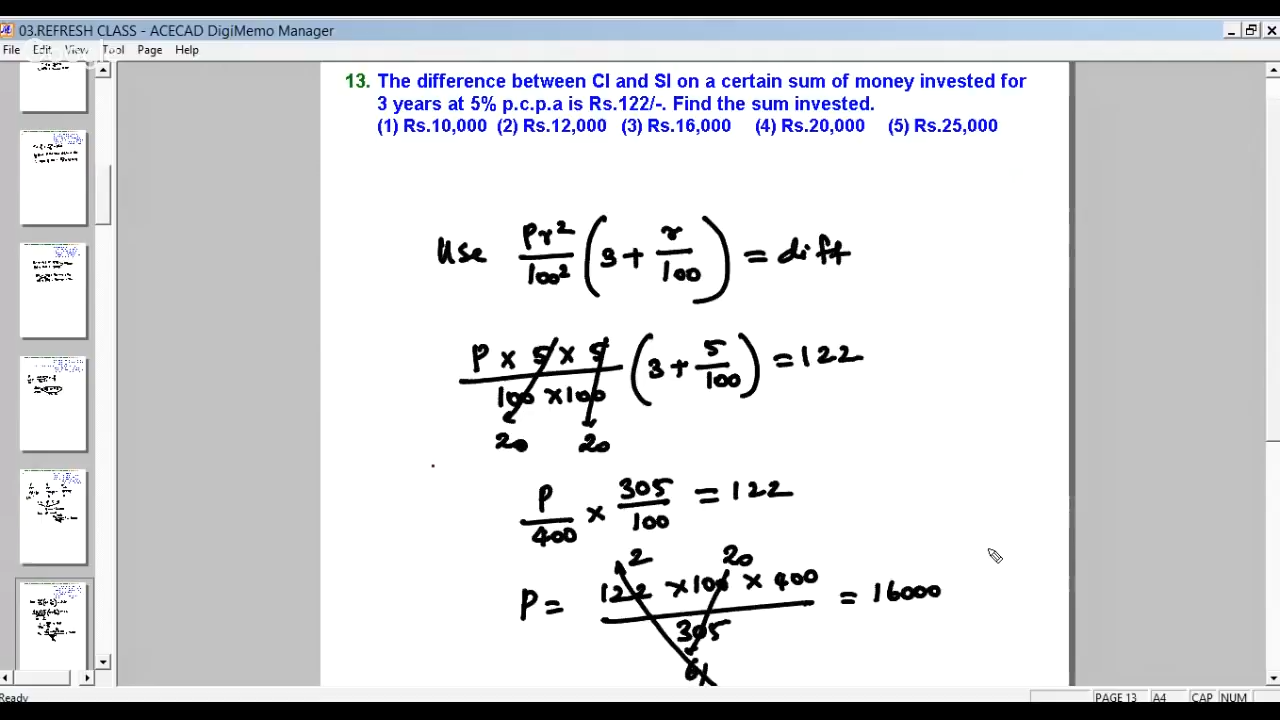 03.REFRESH CLASS - ACECAD DigiMemo Manager
File Edit View Tool Page Help
13. The difference between CI and SI on a certain sum of money invested for
3 years at 5% p.c.p.a is Rs.122/-. Find the sum invested.
(1) Rs.10,000 (2) Rs.12,000 (3) Rs.16,000 (4) Rs.20,000 (5) Rs.25,000
Use Pr²/100² (3 + r/100) = diff
P × 5 × 5 / 100 × 100 (3 + 5/100) = 122
20 20
P/400 × 305/100 = 122
2 20
P = 122 × 100 × 400 / 305 = 16000
61
Ready PAGE 13 A4 CAP NUM